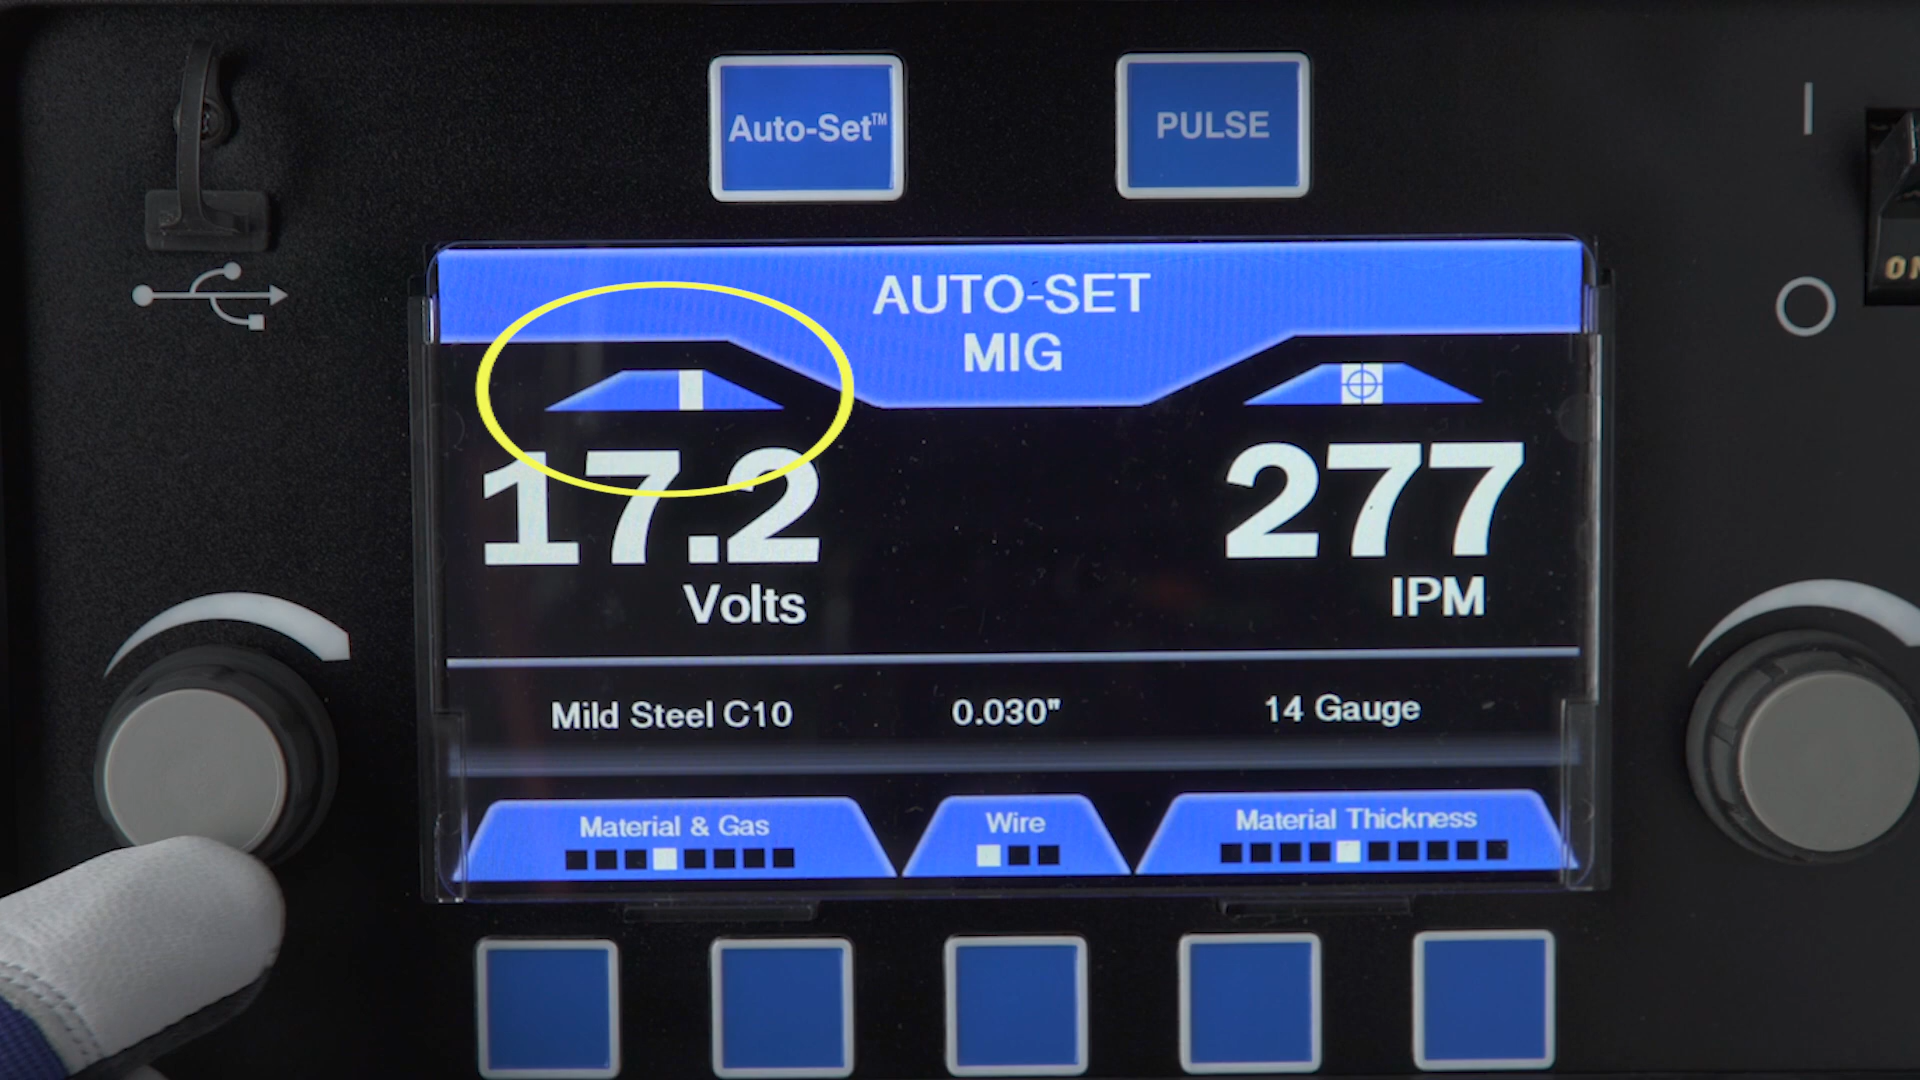 Auto-Set™
PULSE
AUTO-SET
MIG
17.2
277
Volts
IPM
Mild Steel C10
0.030"
14 Gauge
Material & Gas
Wire
Material Thickness